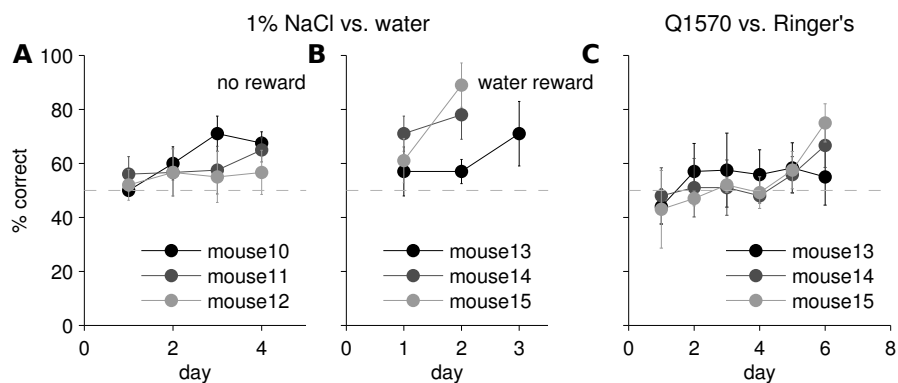 1% NaCl vs. water
Q1570 vs. Ringer's
A
B
C
no reward
water reward
% correct
100
80
60
40
20
0
mouse10
mouse11
mouse12
mouse13
mouse14
mouse15
mouse13
mouse14
mouse15
0 2 4
0 1 2 3
0 2 4 6 8
day
day
day